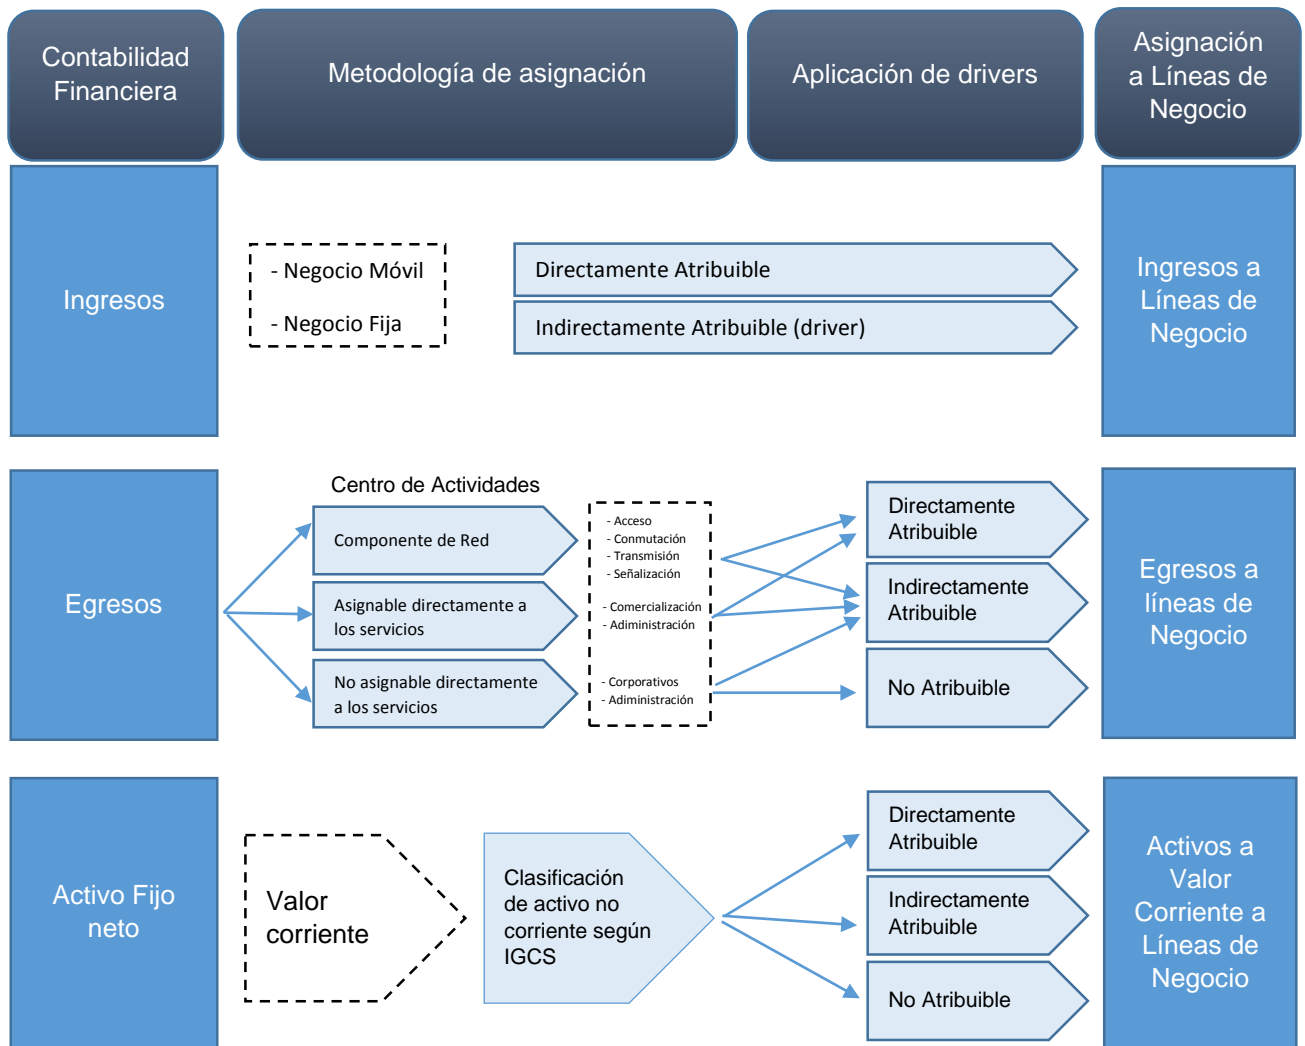 Contabilidad
Financiera
Metodología de asignación
Aplicación de drivers
Asignación
a Líneas de
Negocio
Ingresos
- Negocio Móvil
- Negocio Fija
Directamente Atribuible
Indirectamente Atribuible (driver)
Ingresos a
Líneas de
Negocio
Egresos
Centro de Actividades
Componente de Red
Asignable directamente a
los servicios
No asignable directamente
a los servicios
- Acceso
- Conmutación
- Transmisión
- Señalización
- Comercialización
- Adiministración
- Corporativos
- Adiministración
Directamente
Atribuible
Indirectamente
Atribuible
No Atribuible
Egresos a
líneas de
Negocio
Activo Fijo
neto
Valor
corriente
Clasificación
de activo no
corriente según
IGCS
Directamente
Atribuible
Indirectamente
Atribuible
No Atribuible
Activos a
Valor
Corriente a
Líneas de
Negocio